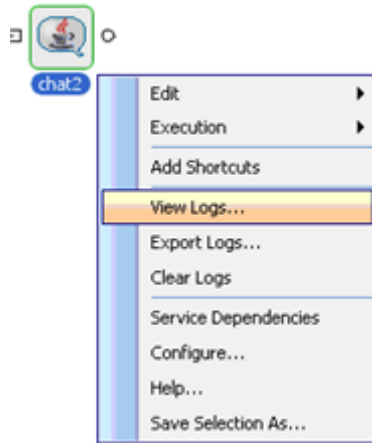 chat2
Edit
Execution
Add Shortcuts
View Logs...
Export Logs...
Clear Logs
Service Dependencies
Configure...
Help...
Save Selection As...